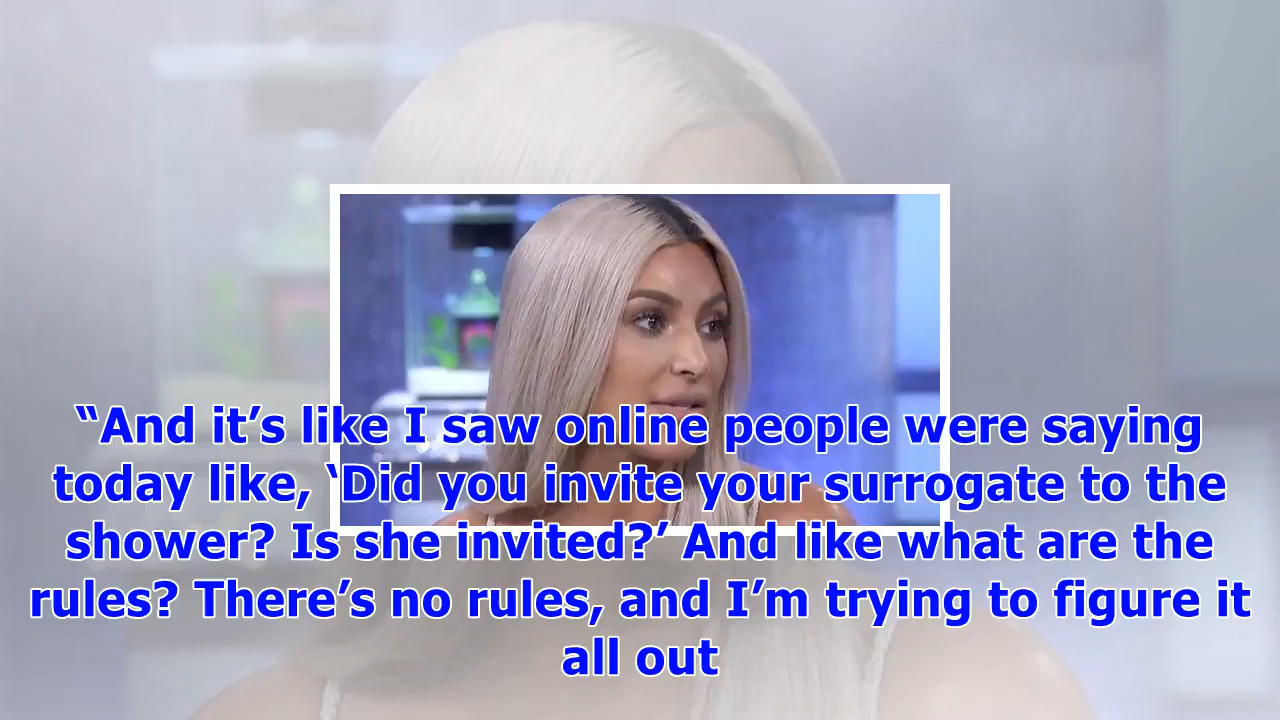 “And it’s like I saw online people were saying
today like, ‘Did you invite your surrogate to the
shower? Is she invited?’ And like what are the
rules? There’s no rules, and I’m trying to figure it
all out